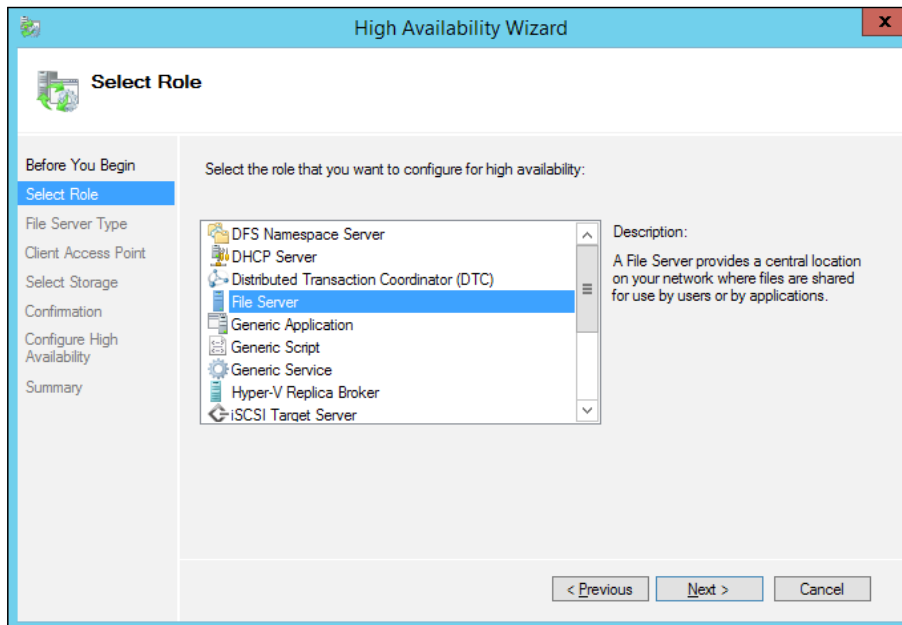 High Availability Wizard
x
Select Role
Before You Begin
Select Role
File Server Type
Client Access Point
Select Storage
Confirmation
Configure High
Availability
Summary
Select the role that you want to configure for high availability:
DFS Namespace Server
DHCP Server
Distributed Transaction Coordinator (DTC)
File Server
Generic Application
Generic Script
Generic Service
Hyper-V Replica Broker
iSCSI Target Server
Description:
A File Server provides a central location
on your network where files are shared
for use by users or by applications.
< Previous
Next >
Cancel